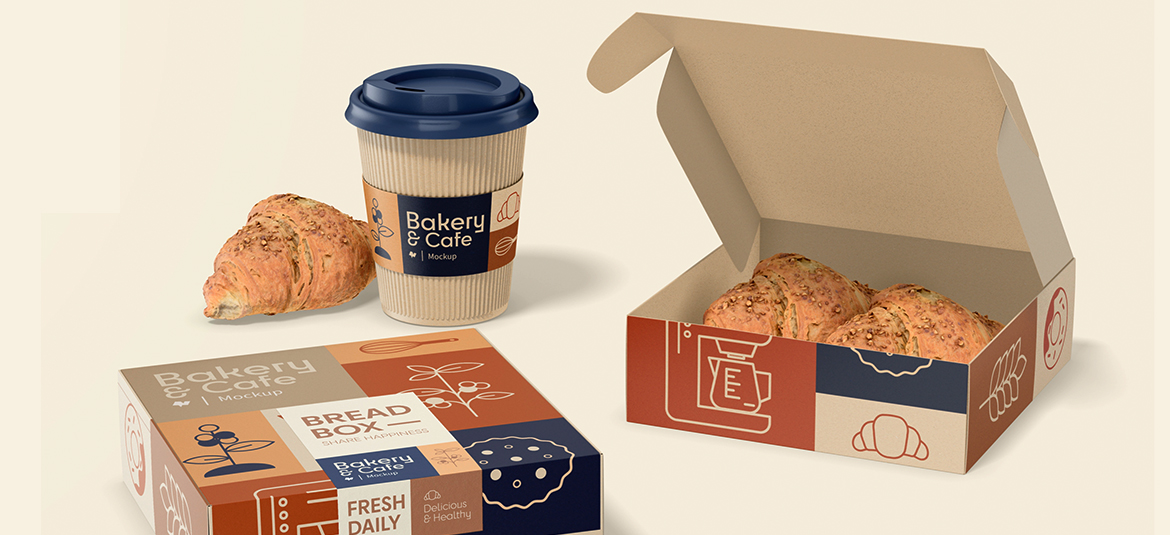 Bakery
& Cafe
Mockup
Bakery
& Cafe
Mockup
BREAD
BOX —
SHARE HAPPINESS
Bakery
& Cafe
Mockup
FRESH
DAILY
Delicious
& Healthy